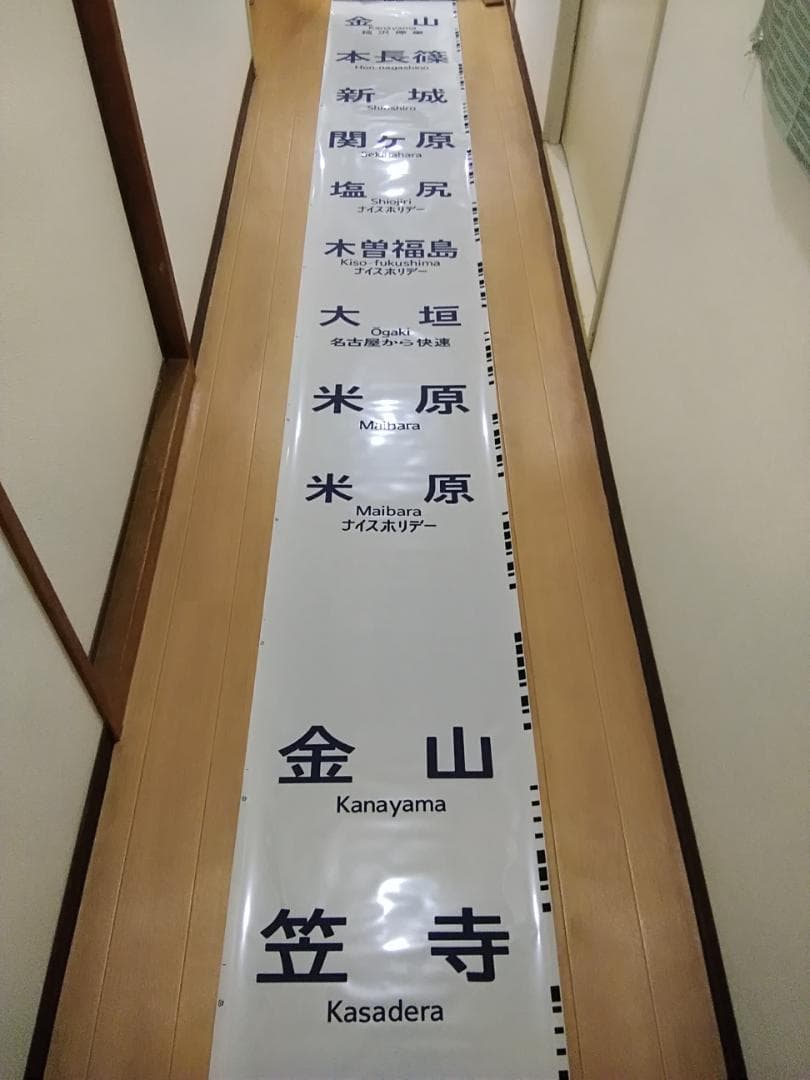 金山
Kanayama
本長篠
Hon-nagashino
新城
Shinshiro
関ヶ原
Sekigahara
塩尻
Shiojiri
ナイスホリデー
木曽福島
Kiso-fukushima
ナイスホリデー
大垣
Ōgaki
名古屋から快速
米原
Maibara
米原
Maibara
ナイスホリデー
金山
Kanayama
笠寺
Kasadera